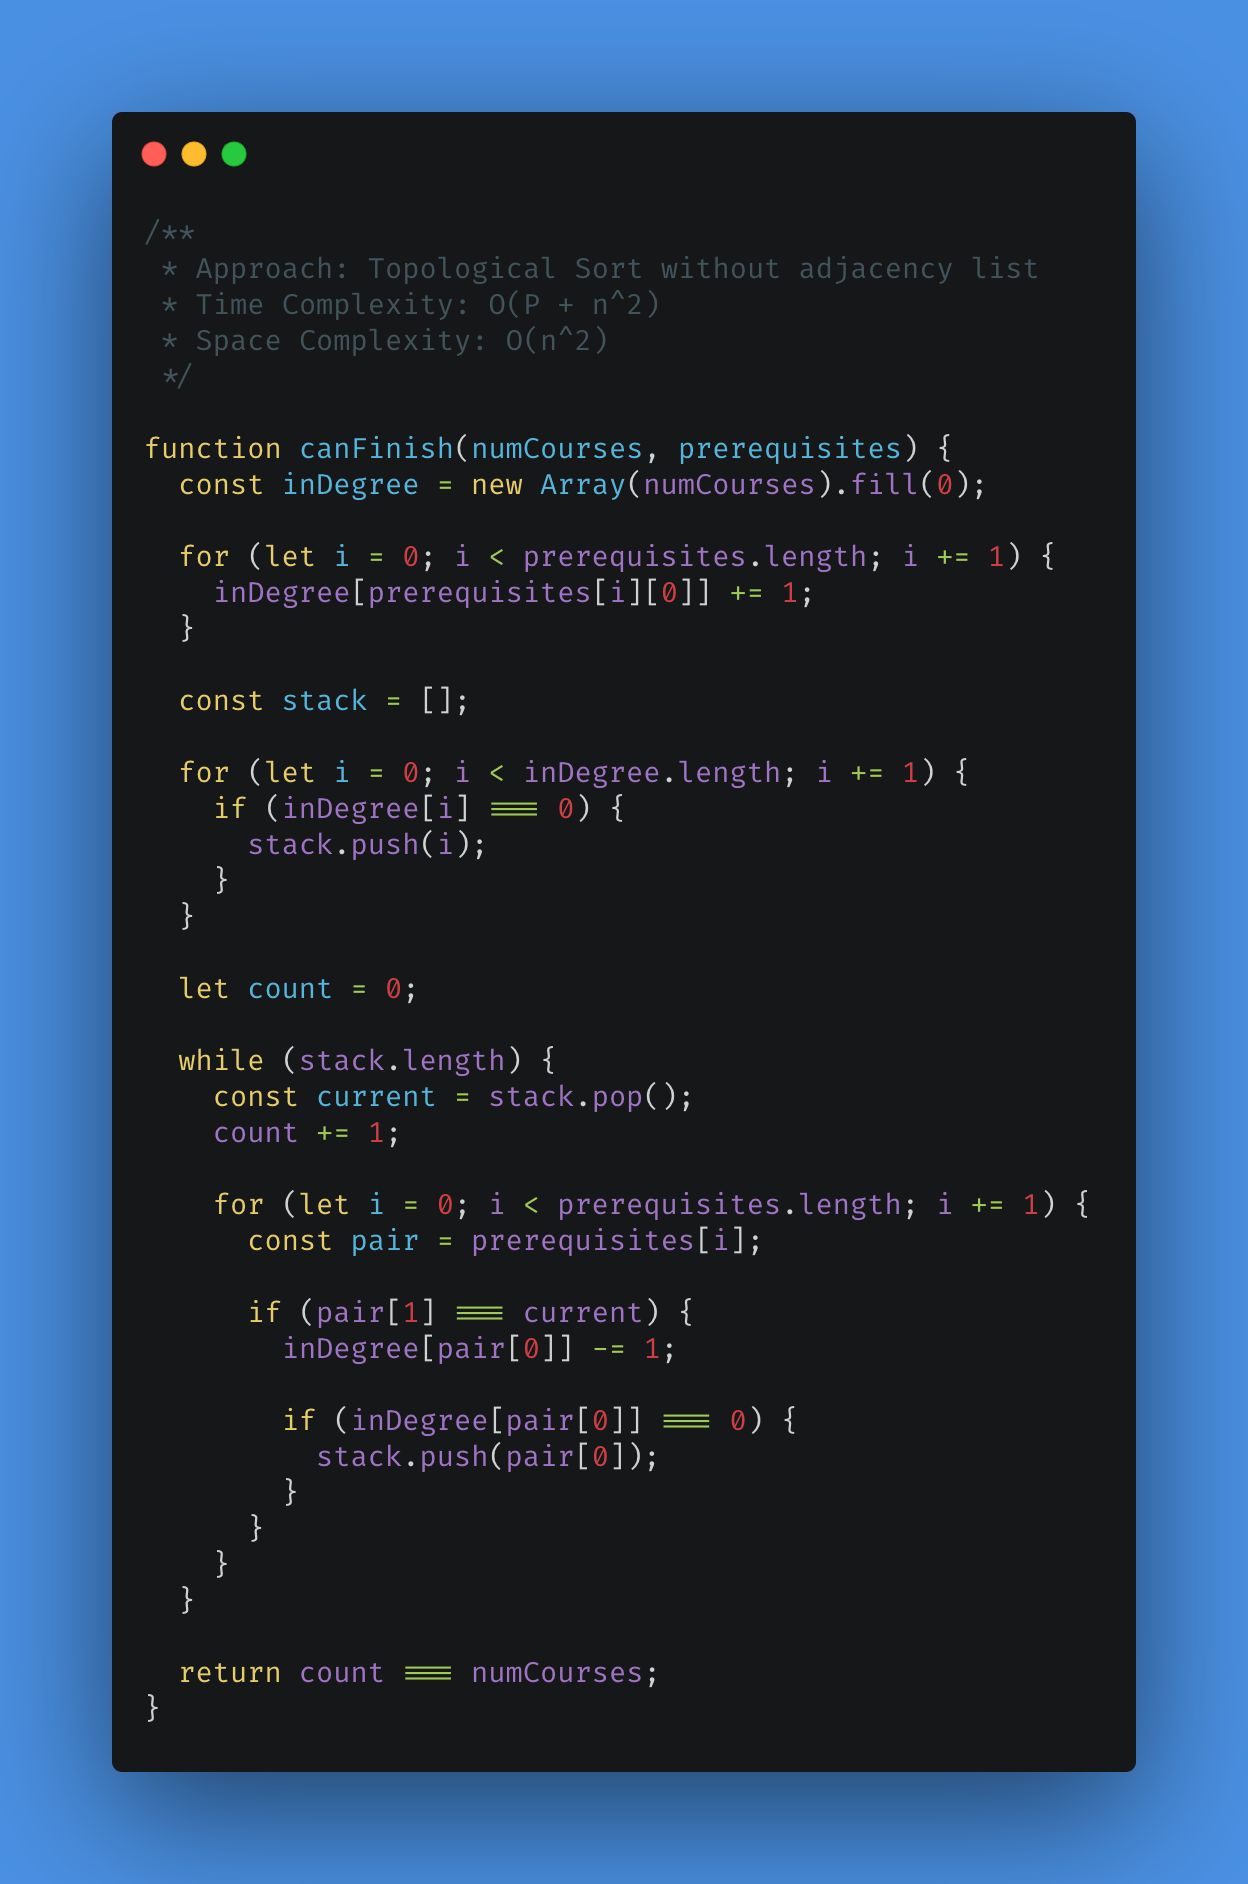 /**
 * Approach: Topological Sort without adjacency list
 * Time Complexity: O(P + n^2)
 * Space Complexity: O(n^2)
 */

function canFinish(numCourses, prerequisites) {
  const inDegree = new Array(numCourses).fill(0);

  for (let i = 0; i < prerequisites.length; i += 1) {
    inDegree[prerequisites[i][0]] += 1;
  }

  const stack = [];

  for (let i = 0; i < inDegree.length; i += 1) {
    if (inDegree[i] === 0) {
      stack.push(i);
    }
  }

  let count = 0;

  while (stack.length) {
    const current = stack.pop();
    count += 1;

    for (let i = 0; i < prerequisites.length; i += 1) {
      const pair = prerequisites[i];

      if (pair[1] === current) {
        inDegree[pair[0]] -= 1;

        if (inDegree[pair[0]] === 0) {
          stack.push(pair[0]);
        }
      }
    }
  }

  return count === numCourses;
}